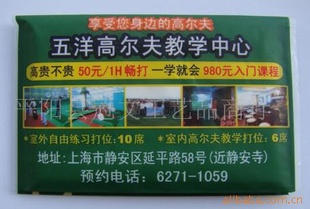 享受您身边的高尔夫
五洋高尔夫教学中心
高贵不贵 50元/1H畅打 一学就会 980元入门课程
*室外自由练习打位:10席 *室内高尔夫教学打位:6席
地址:上海市静安区延平路58号(近静安寺)
预约电话:6271-1059